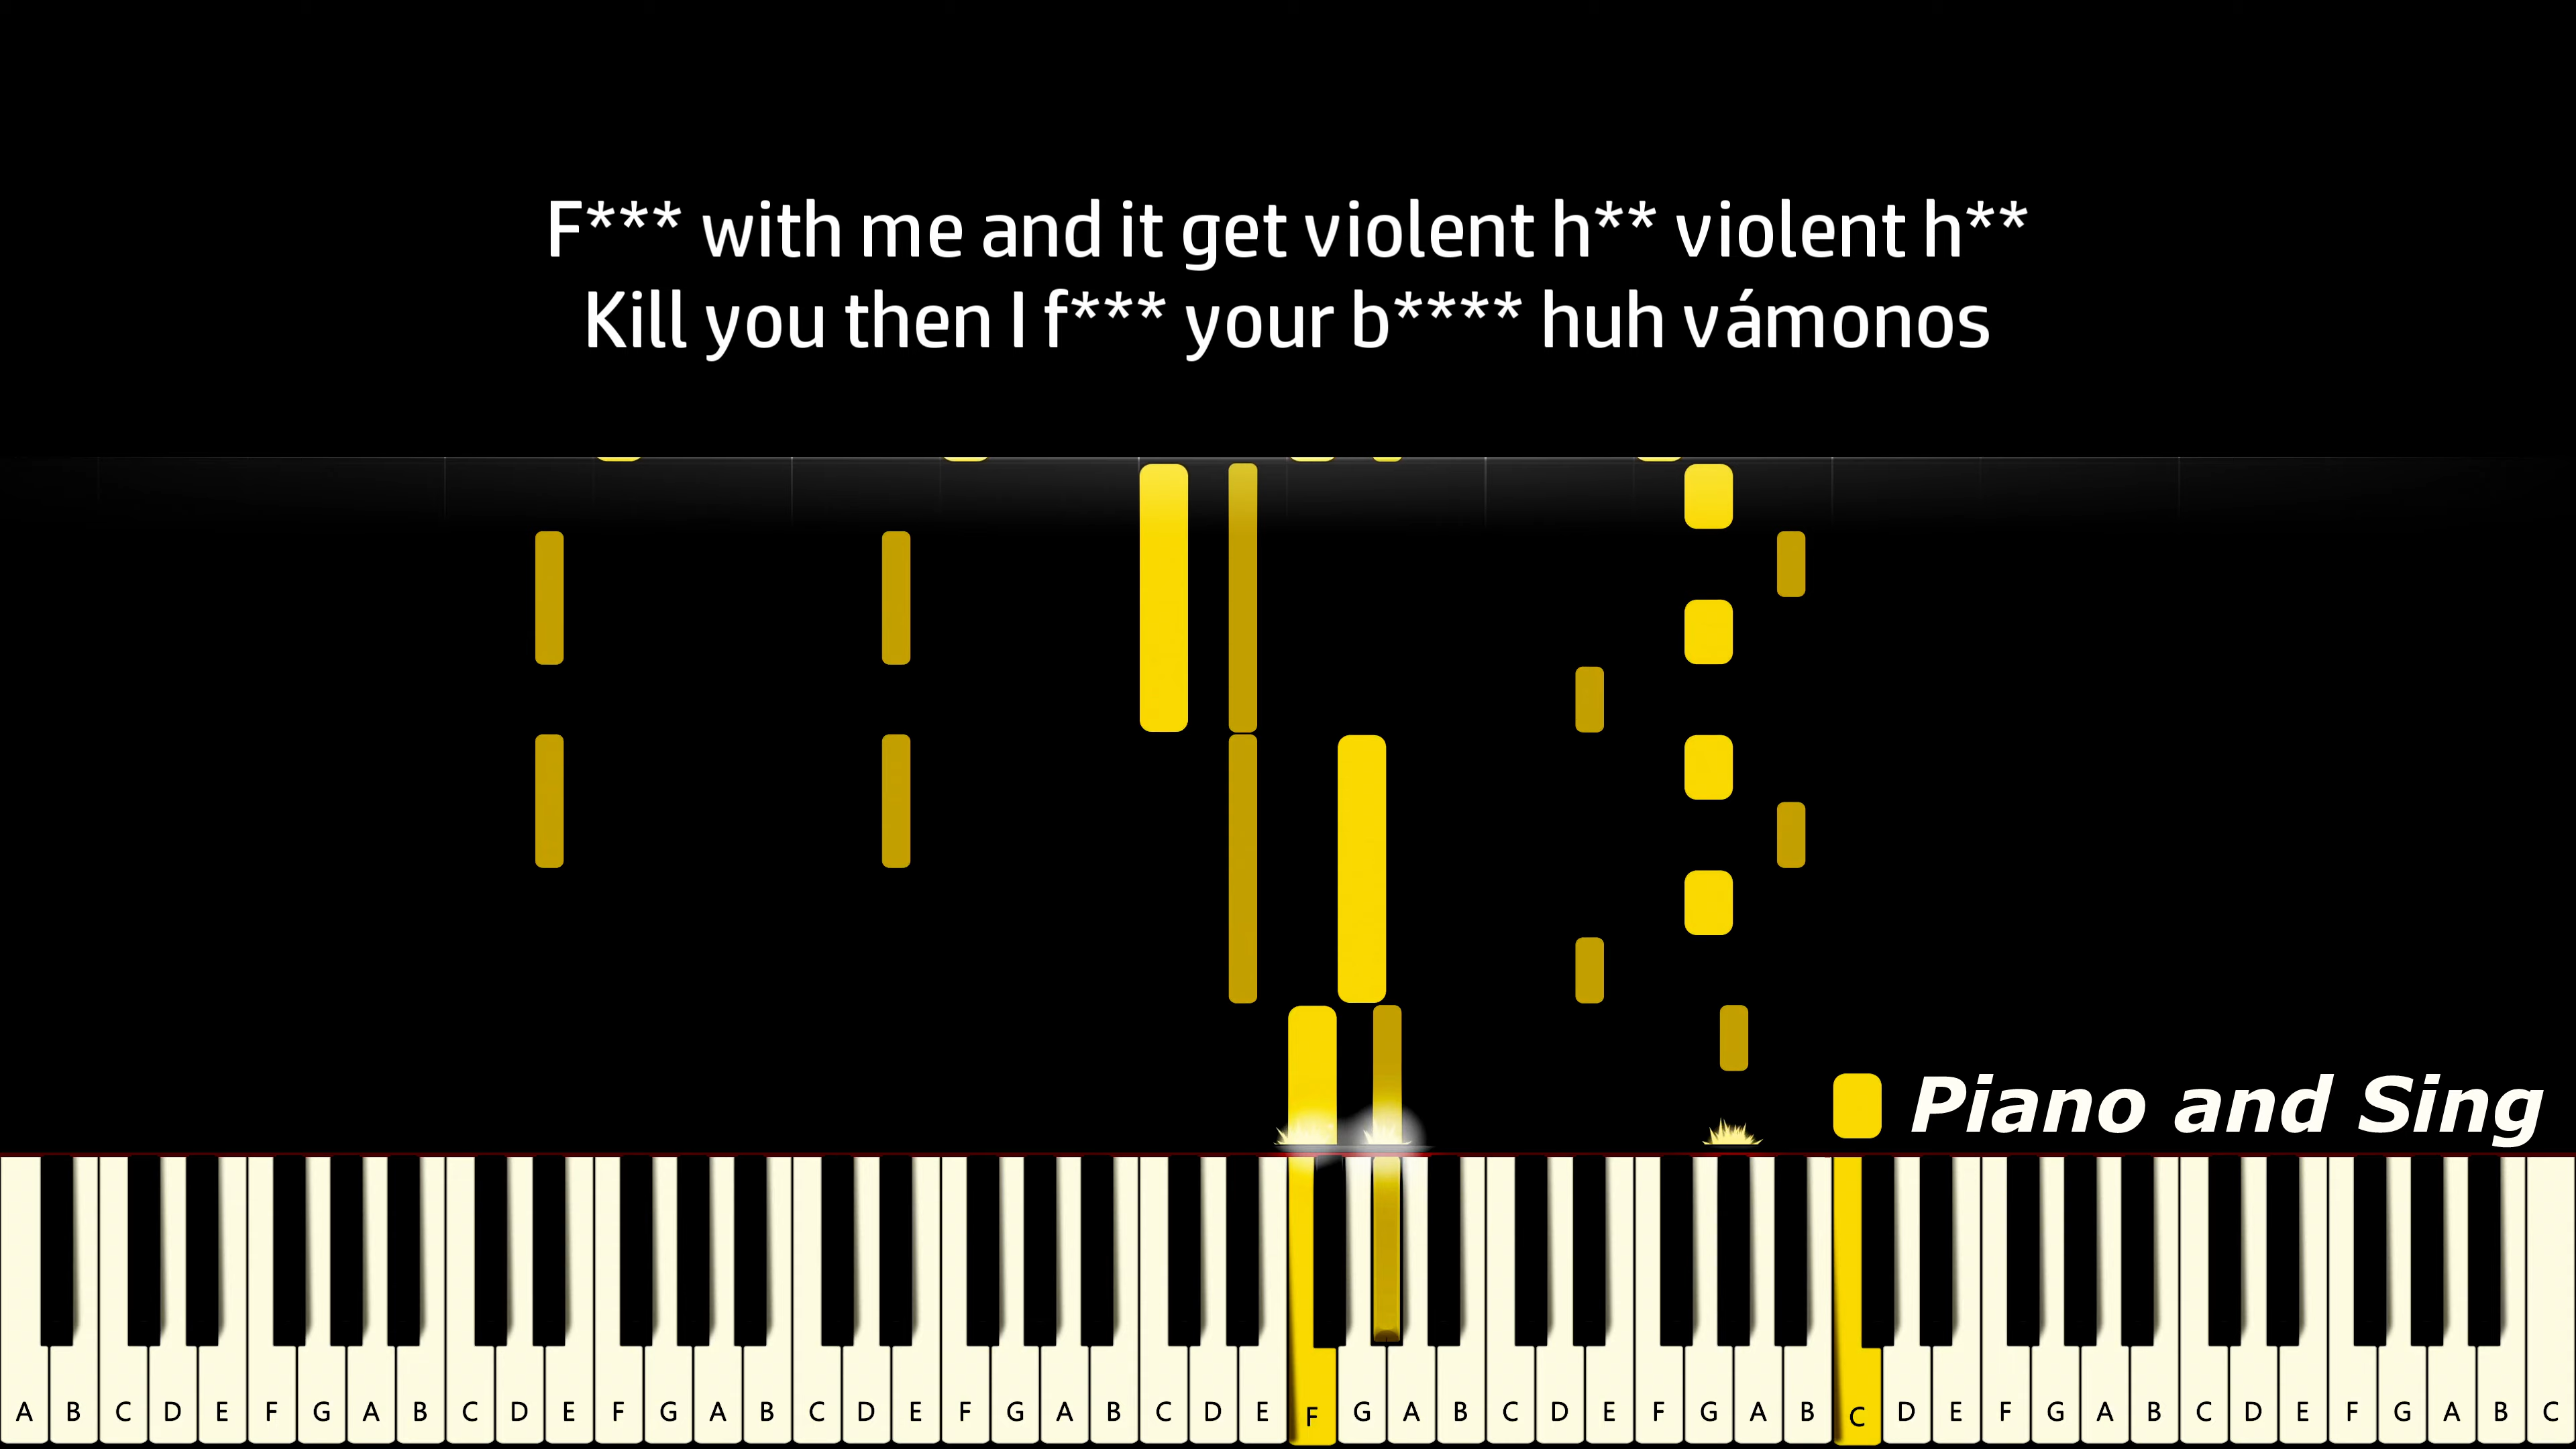 F*** with me and it get violent h** violent h**
Kill you then I f*** your b**** huh vámonos
Piano and Sing
A B C D E F G A B C D E F G A B C D E F G A B C D E F G A B C D E F G A B C D E F G A B C D E F G A B C